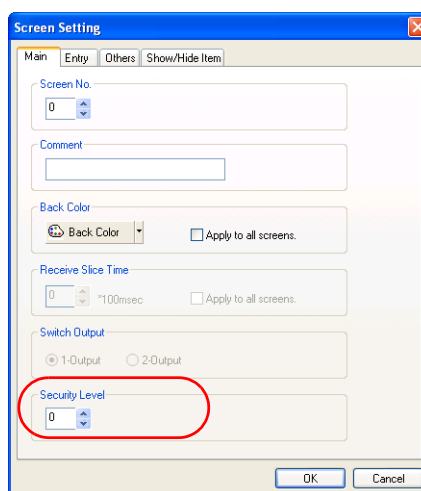 Screen Setting
Main Entry Others Show/Hide Item
Screen No.
0
Comment
Back Color
Back Color Apply to all screens.
Receive Slice Time
0 *100msec Apply to all screens.
Switch Output
1-Output 2-Output
Security Level
0
OK Cancel